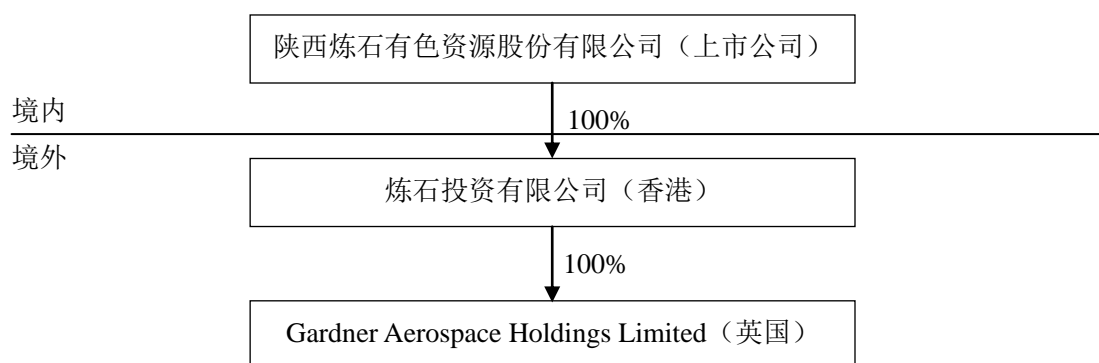 陕西炼石有色资源股份有限公司（上市公司）
境内
100%
境外
炼石投资有限公司（香港）
100%
Gardner Aerospace Holdings Limited（英国）